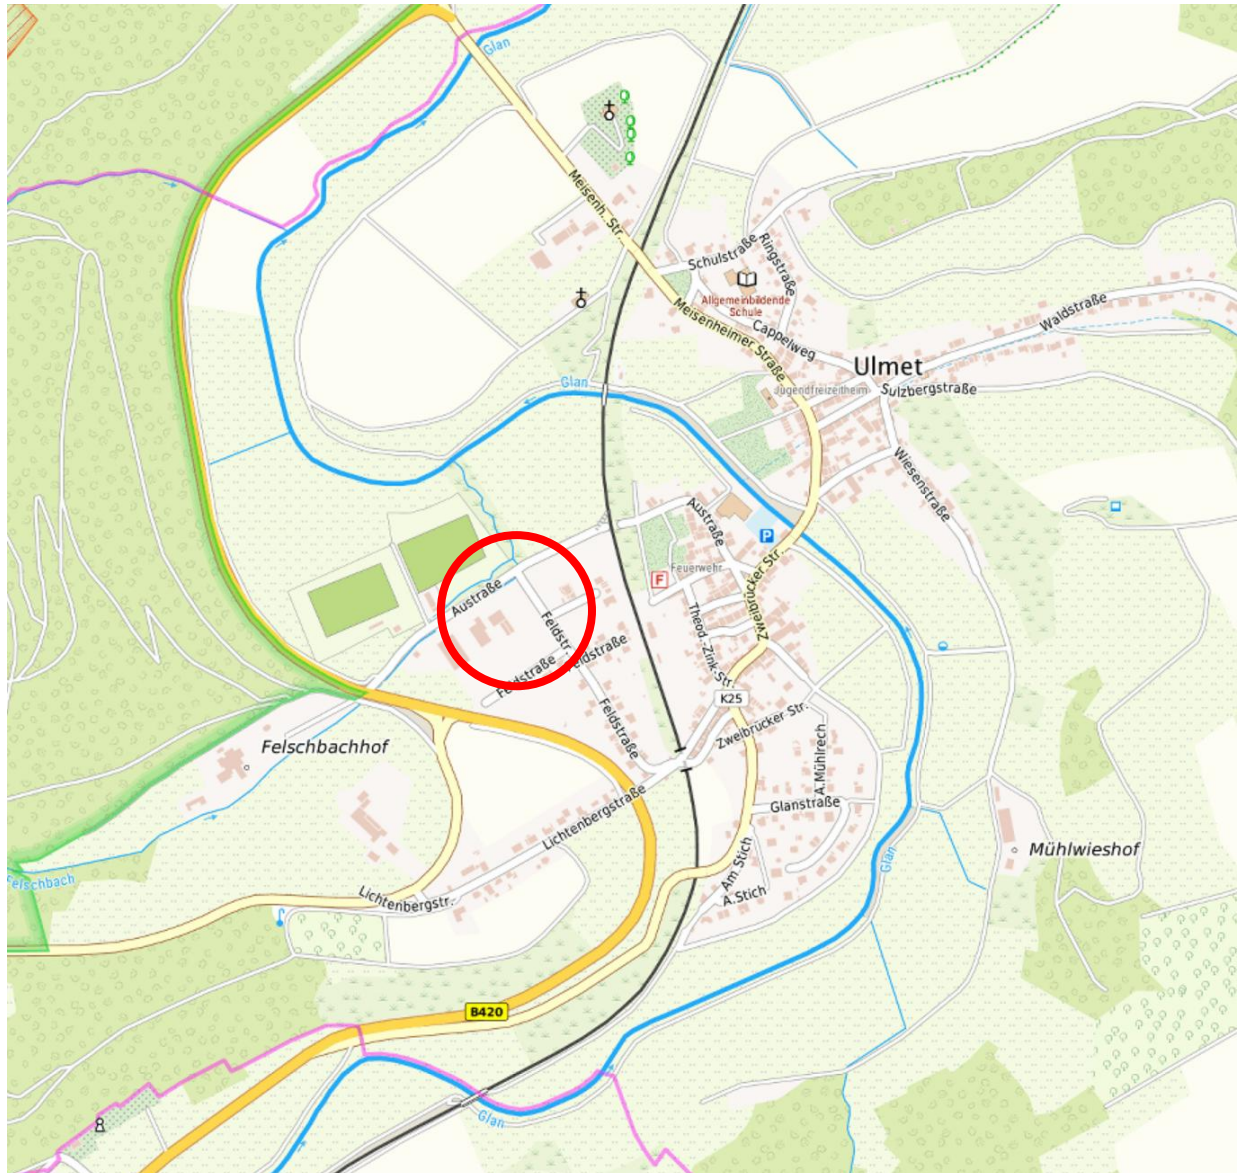 Glan
Meisenh. Str.
Schulstraße
Ringstraße
Allgemeinbildende
Schule
Meisenheimer Straße
Cappelweg
Waldstraße
Ulmet
Glan
Jugendfreizeitheim
Sulzbergstraße
Wiesenstraße
Austraße
P
Feuerwehr
F
Zweibrücker Str.
Austraße
Feldstr.
Theod.-Zink-Str.
Feldstraße
Feldstraße
K25
Feldstraße
Zweibrücker Str.
Felschbachhof
A.Mühlrech
Glanstraße
Lichtenbergstraße
Mühlwieshof
Glan
Am Stich
Felschbach
Lichtenbergstr.
A.Stich
B420
Glan